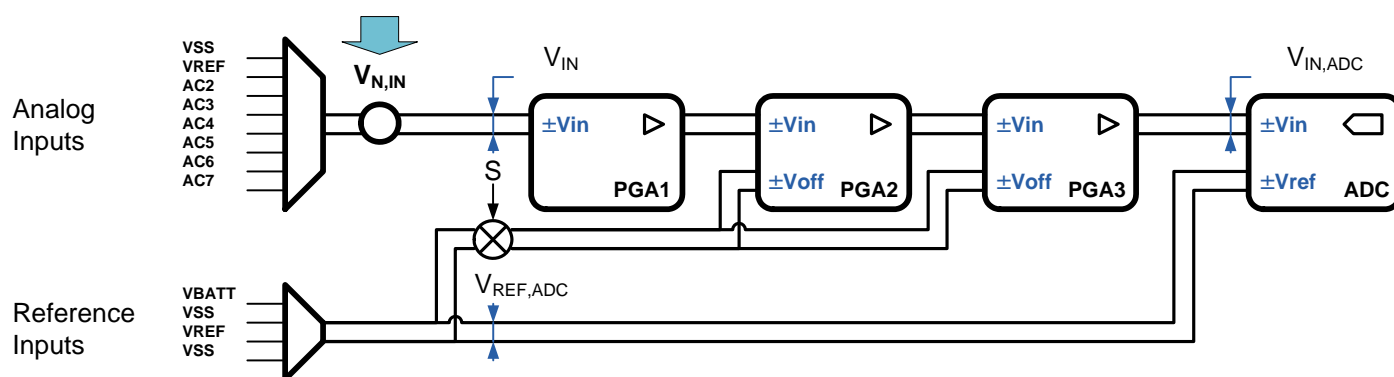 Analog
Inputs
VSS
VREF
AC2
AC3
AC4
AC5
AC6
AC7
VN,IN
VIN
VIN,ADC
±Vin
PGA1
±Vin
±Voff
PGA2
±Vin
±Voff
PGA3
±Vin
±Vref
ADC
S
VREF,ADC
Reference
Inputs
VBATT
VSS
VREF
VSS